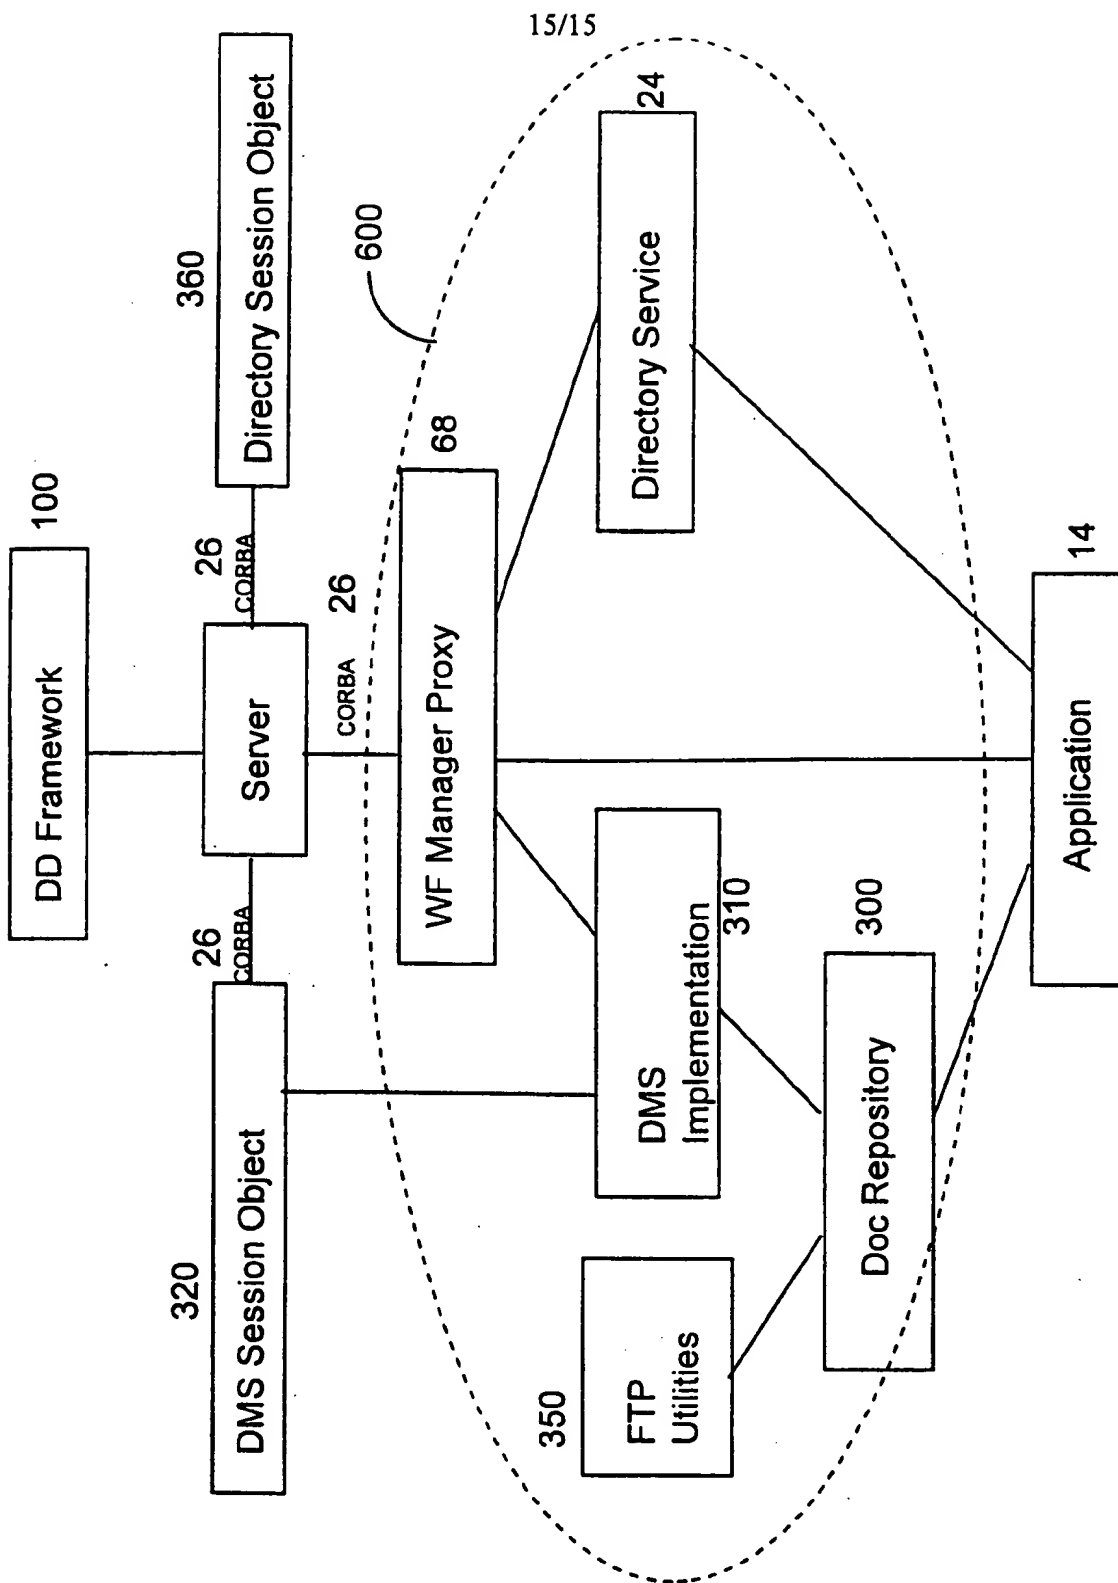 15/15
DD Framework
100
320
DMS Session Object
26
CORBA
Server
26
CORBA
360
Directory Session Object
CORBA
26
600
WF Manager Proxy
68
350
FTP
Utilities
DMS
Implementation
310
Directory Service
24
Doc Repository
300
Application
14